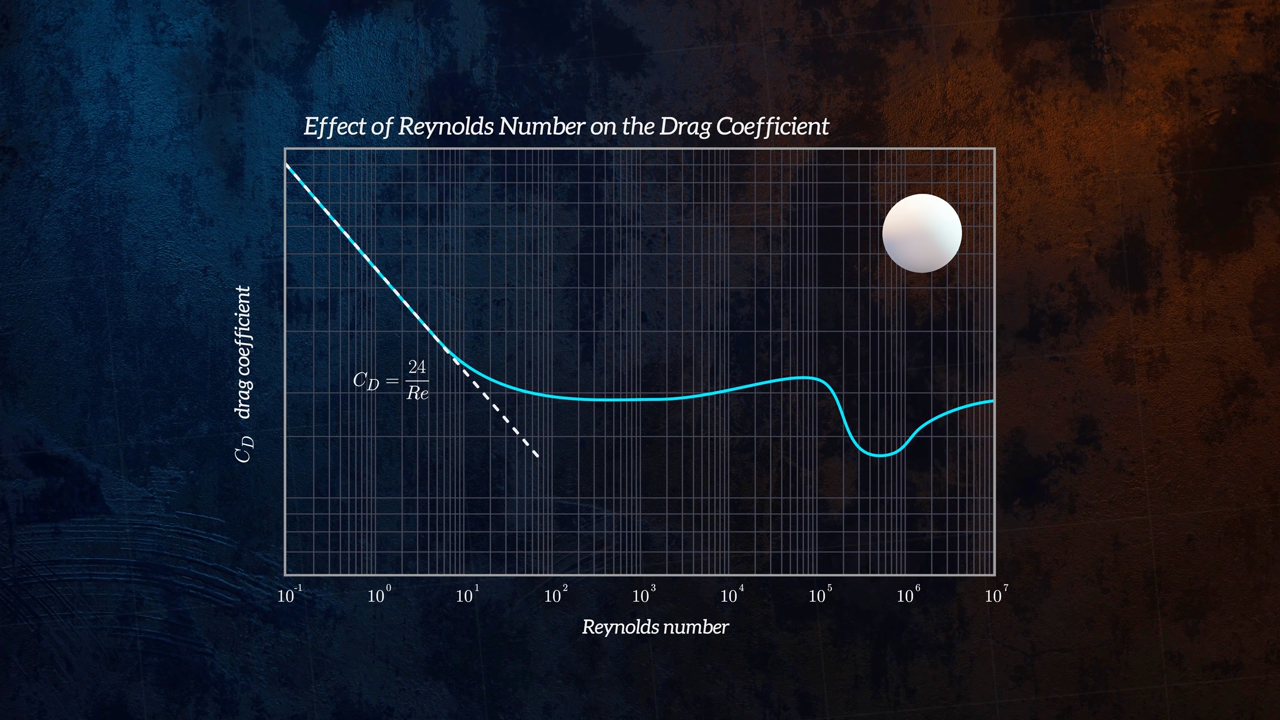 Effect of Reynolds Number on the Drag Coefficient
C_D drag coefficient
C_D = 24/Re
10^-1 10^0 10^1 10^2 10^3 10^4 10^5 10^6 10^7
Reynolds number